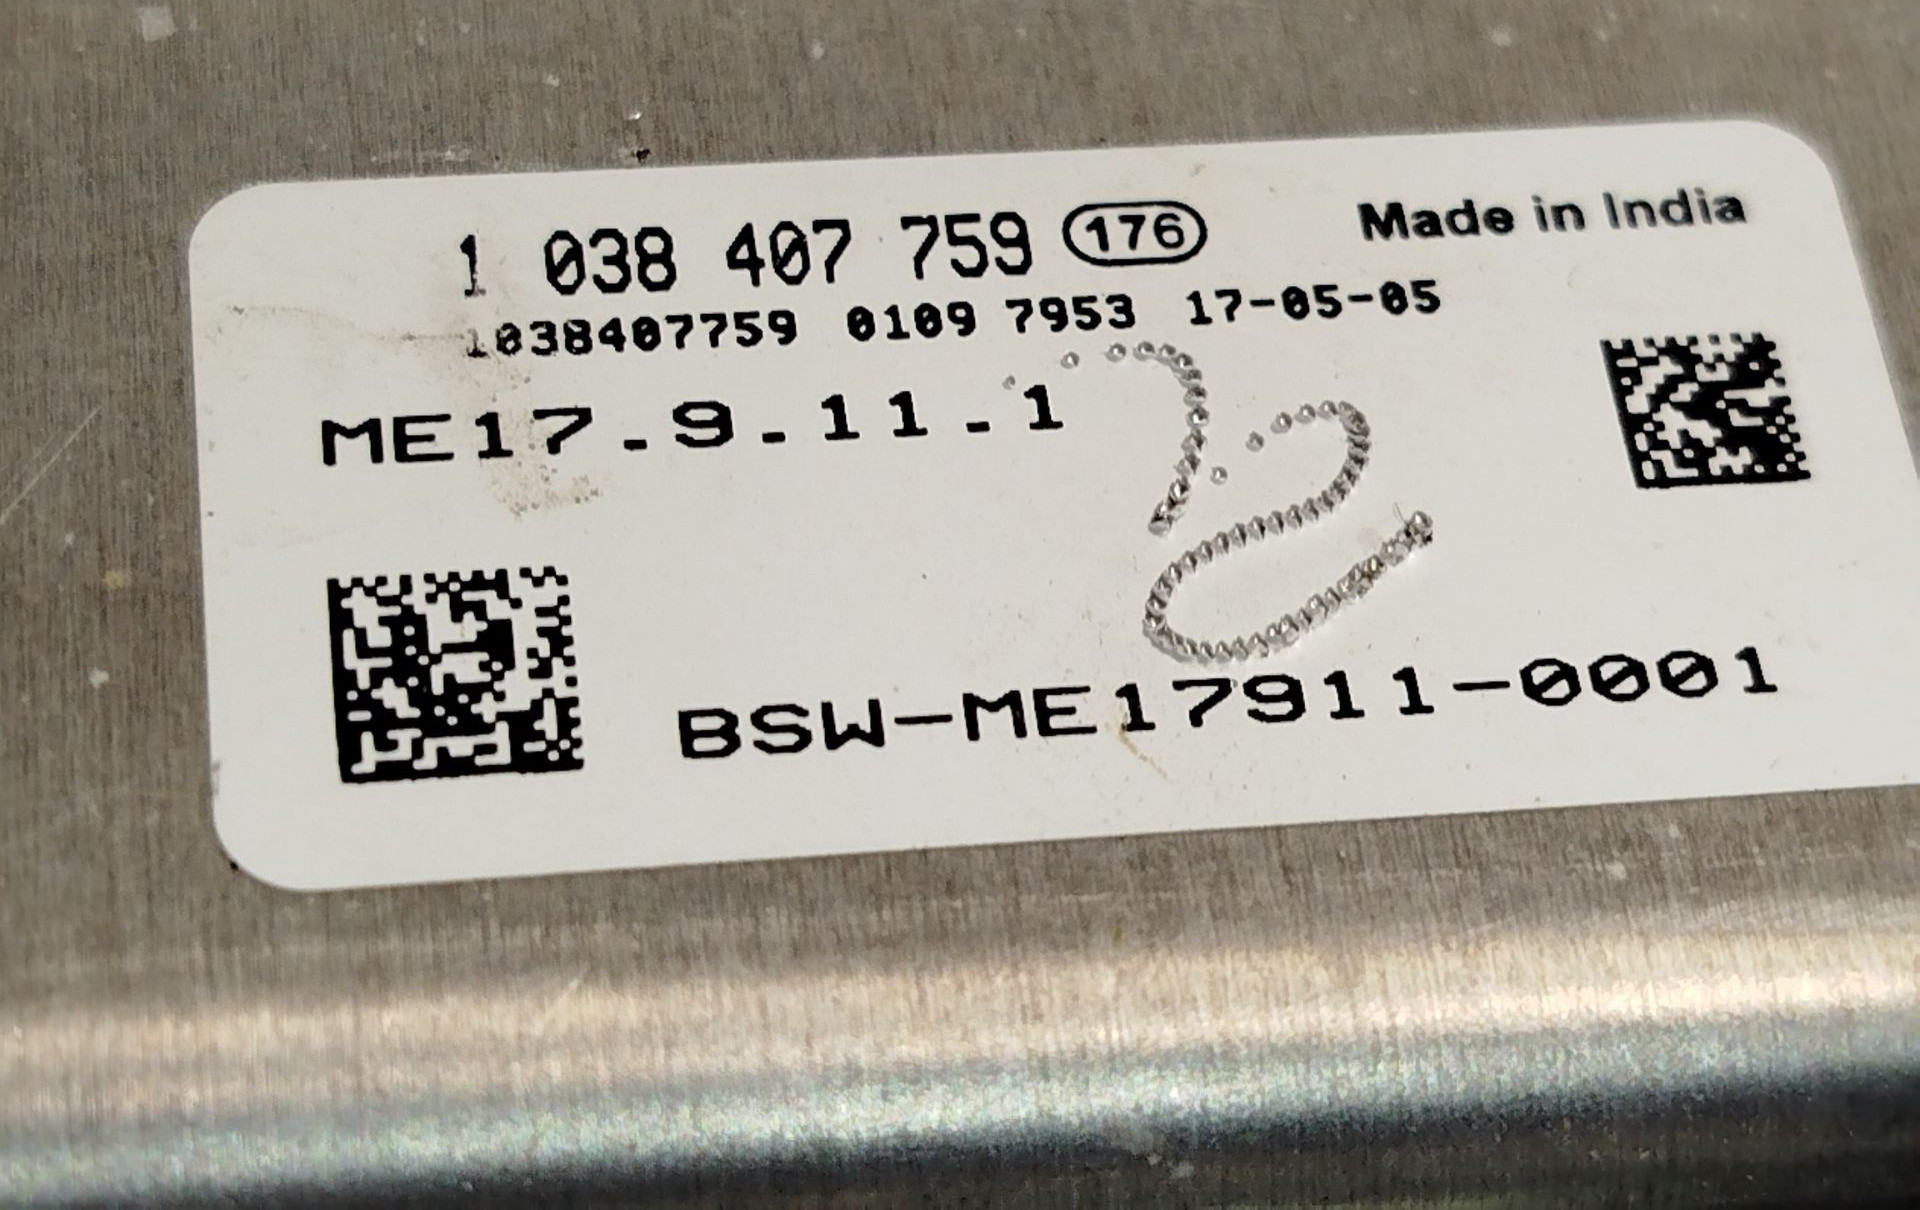 1 038 407 759 176 Made in India
1038407759 0109 7953 17-05-05
ME17.9.11.1
BSW-ME17911-0001